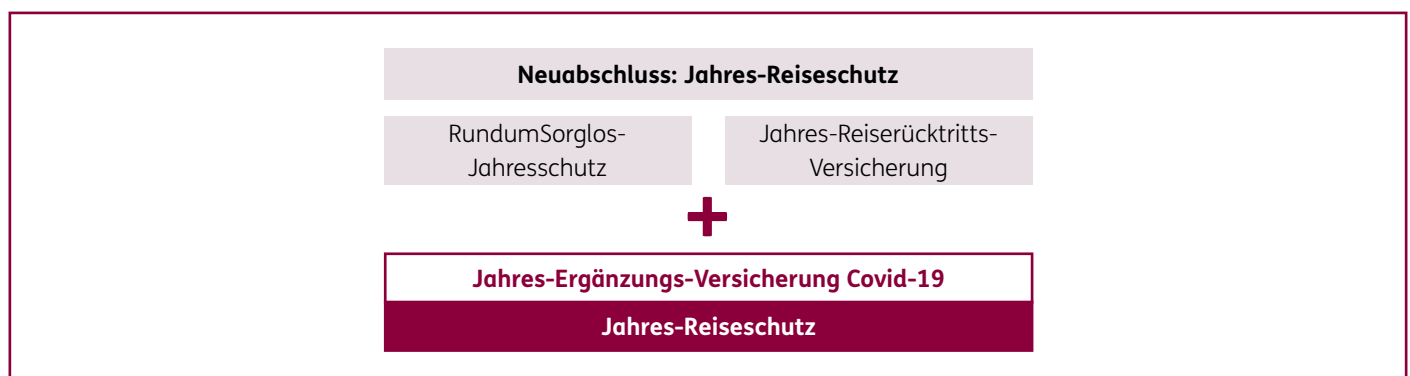 Neuabschluss: Jahres-Reiseschutz
RundumSorglos-
Jahresschutz
Jahres-Reiserücktritts-
Versicherung
+
Jahres-Ergänzungs-Versicherung Covid-19
Jahres-Reiseschutz